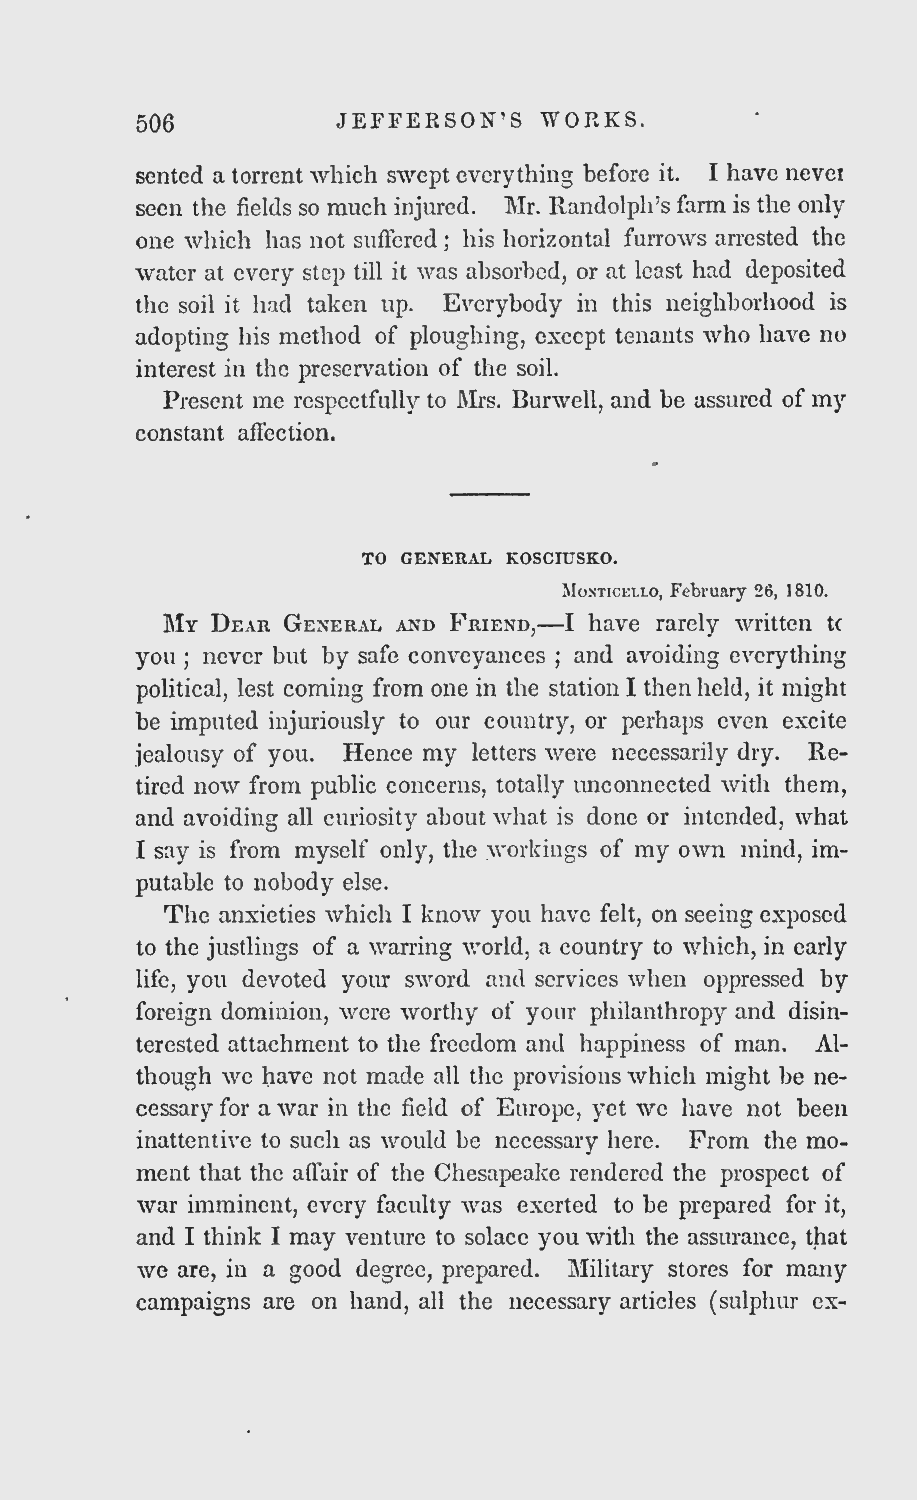 506 JEFFERSON'S WORKS.
sented a torrent which swept everything before it. I have never
seen the fields so much injured. Mr. Randolph's farm is the only
one which has not suffered; his horizontal furrows arrested the
water at every step till it was absorbed, or at least had deposited
the soil it had taken up. Everybody in this neighborhood is
adopting his method of ploughing, except tenants who have no
interest in the preservation of the soil.
Present me respectfully to Mrs. Burwell, and be assured of my
constant affection.
TO GENERAL KOSCIUSKO.
MONTICELLO, February 26, 1810.
MY DEAR GENERAL AND FRIEND,—I have rarely written to
you; never but by safe conveyances; and avoiding everything
political, lest coming from one in the station I then held, it might
be imputed injuriously to our country, or perhaps even excite
jealousy of you. Hence my letters were necessarily dry. Re-
tired now from public concerns, totally unconnected with them,
and avoiding all curiosity about what is done or intended, what
I say is from myself only, the workings of my own mind, im-
putable to nobody else.
The anxieties which I know you have felt, on seeing exposed
to the justlings of a warring world, a country to which, in early
life, you devoted your sword and services when oppressed by
foreign dominion, were worthy of your philanthropy and disin-
terested attachment to the freedom and happiness of man. Al-
though we have not made all the provisions which might be ne-
cessary for a war in the field of Europe, yet we have not been
inattentive to such as would be necessary here. From the mo-
ment that the affair of the Chesapeake rendered the prospect of
war imminent, every faculty was exerted to be prepared for it,
and I think I may venture to solace you with the assurance, that
we are, in a good degree, prepared. Military stores for many
campaigns are on hand, all the necessary articles (sulphur ex-